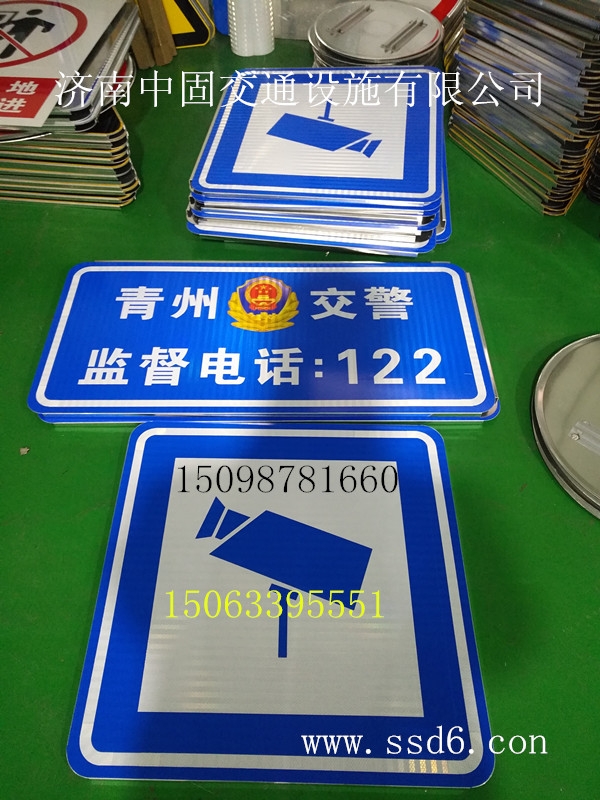 济南中固交通设施有限公司
地
进
青州 交警
监督电话:122
15098781660
15063395551
www.ssd6.con